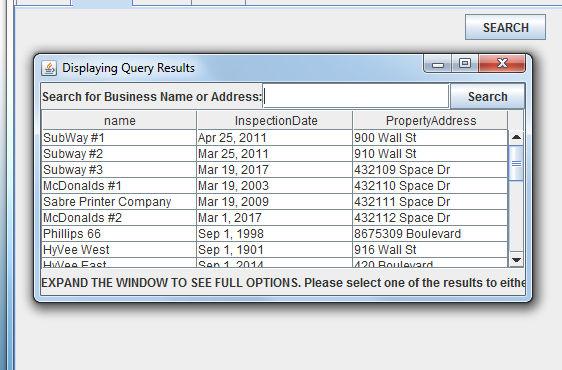 SEARCH
Displaying Query Results
Search for Business Name or Address: Search
name InspectionDate PropertyAddress
SubWay #1 Apr 25, 2011 900 Wall St
Subway #2 Mar 25, 2011 910 Wall St
Subway #3 Mar 19, 2017 432109 Space Dr
McDonalds #1 Mar 19, 2003 432110 Space Dr
Sabre Printer Company Mar 19, 2009 432111 Space Dr
McDonalds #2 Mar 1, 2017 432112 Space Dr
Phillips 66 Sep 1, 1998 8675309 Boulevard
HyVee West Sep 1, 1901 916 Wall St
HyVee East Sep 1, 2014 420 Boulevard
EXPAND THE WINDOW TO SEE FULL OPTIONS. Please select one of the results to eithe